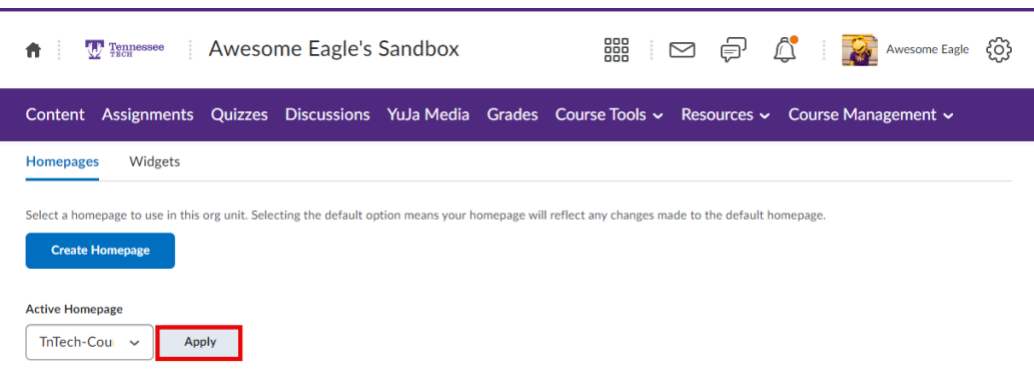 Tennessee
TECH
Awesome Eagle's Sandbox
Awesome Eagle
Content Assignments Quizzes Discussions YuJa Media Grades Course Tools Resources Course Management
Homepages Widgets
Select a homepage to use in this org unit. Selecting the default option means your homepage will reflect any changes made to the default homepage.
Create Homepage
Active Homepage
TnTech-Cou Apply